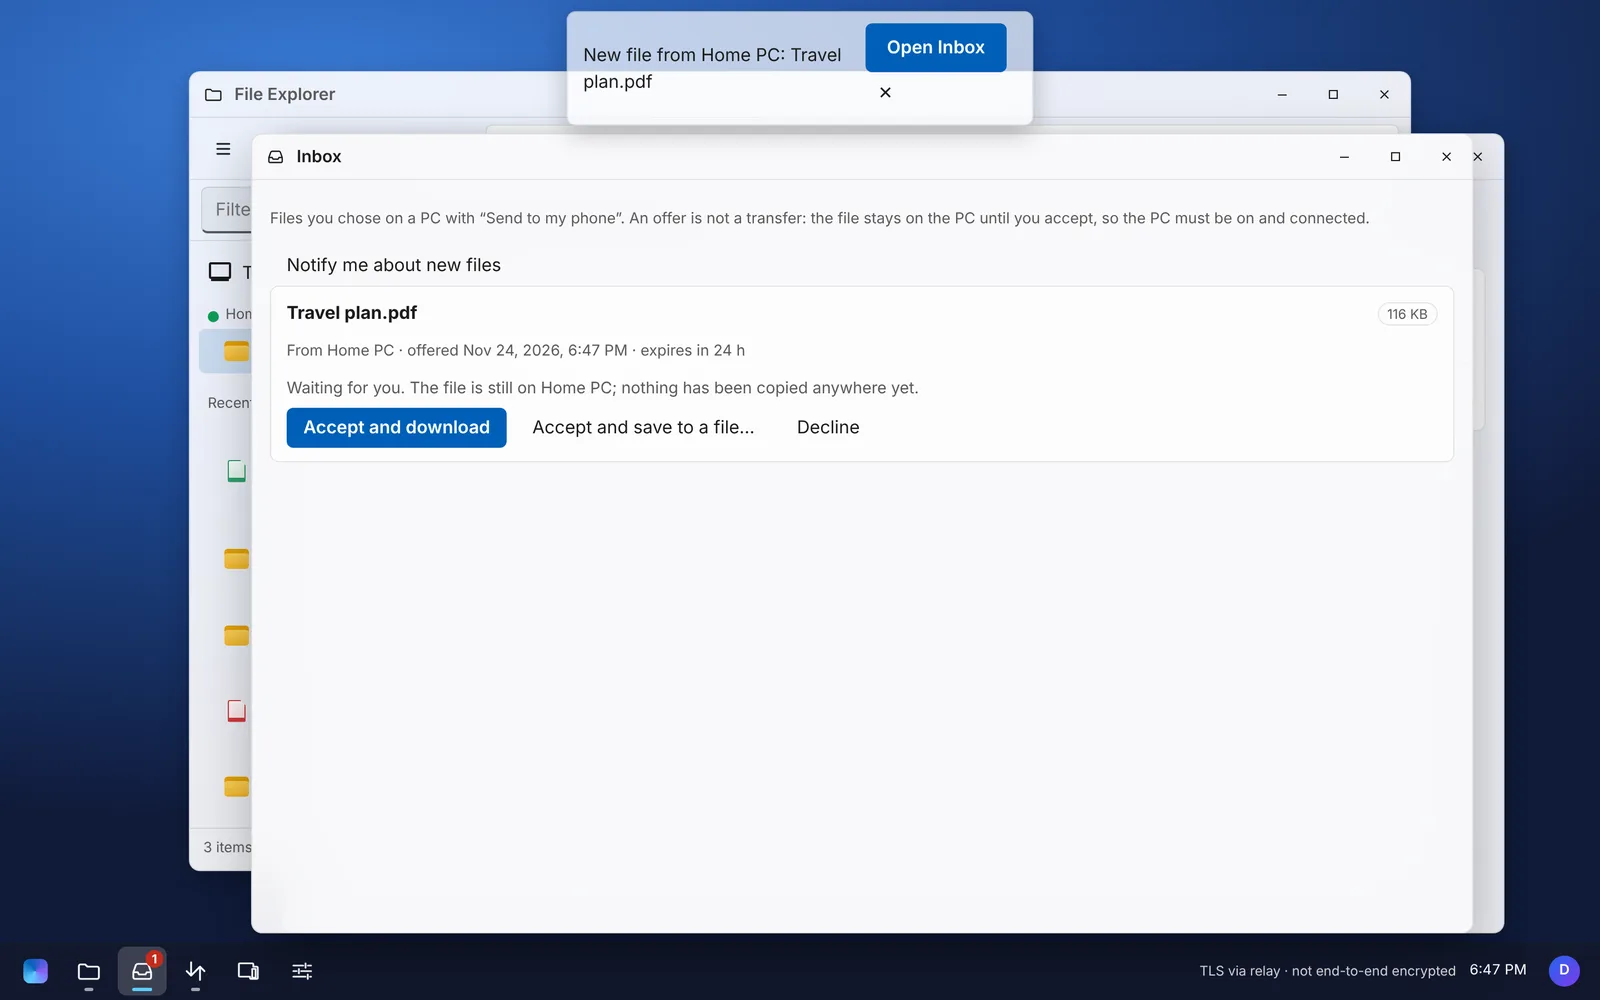 New file from Home PC: Travel
plan.pdf
Open Inbox
File Explorer
Inbox
Filte
Files you chose on a PC with “Send to my phone”. An offer is not a transfer: the file stays on the PC until you accept, so the PC must be on and connected.
Notify me about new files
T
Hom
Travel plan.pdf
116 KB
From Home PC · offered Nov 24, 2026, 6:47 PM · expires in 24 h
Waiting for you. The file is still on Home PC; nothing has been copied anywhere yet.
Recent
Accept and download
Accept and save to a file...
Decline
3 items
1
TLS via relay · not end-to-end encrypted
6:47 PM
D